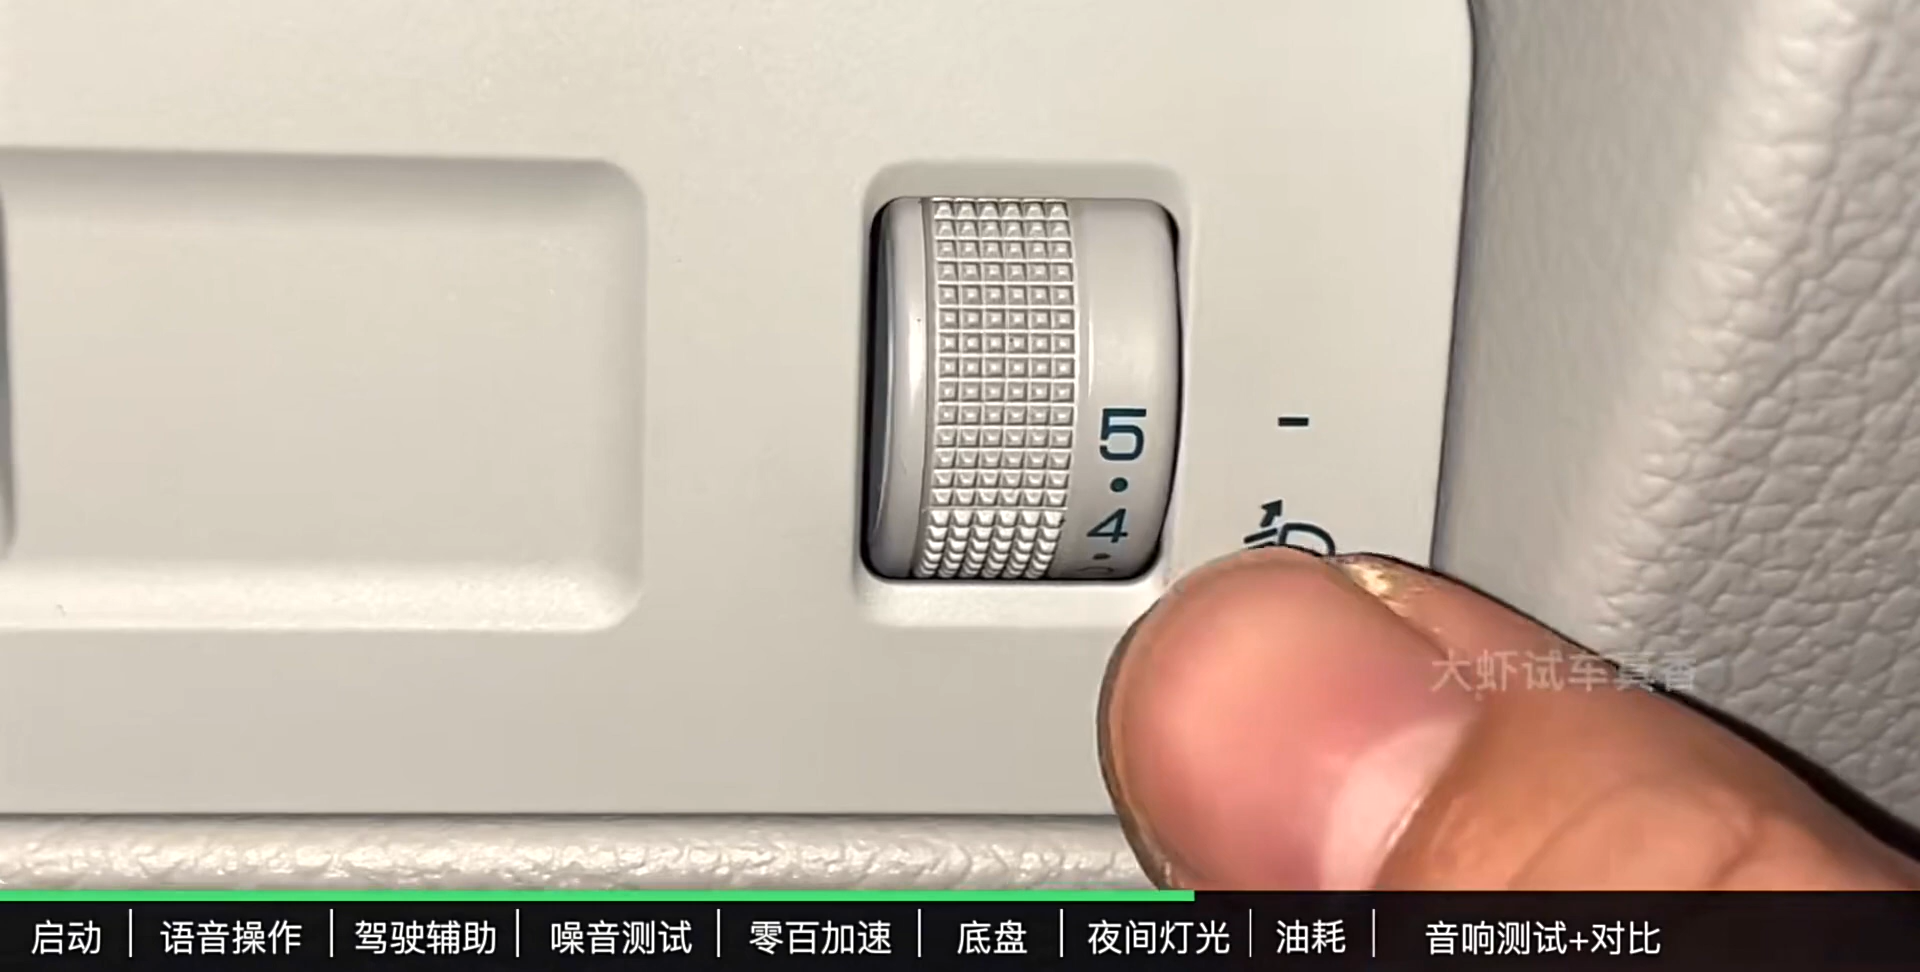 5
4
大虾试车真香
启动 | 语音操作 | 驾驶辅助 | 噪音测试 | 零百加速 | 底盘 | 夜间灯光 | 油耗 | 音响测试+对比